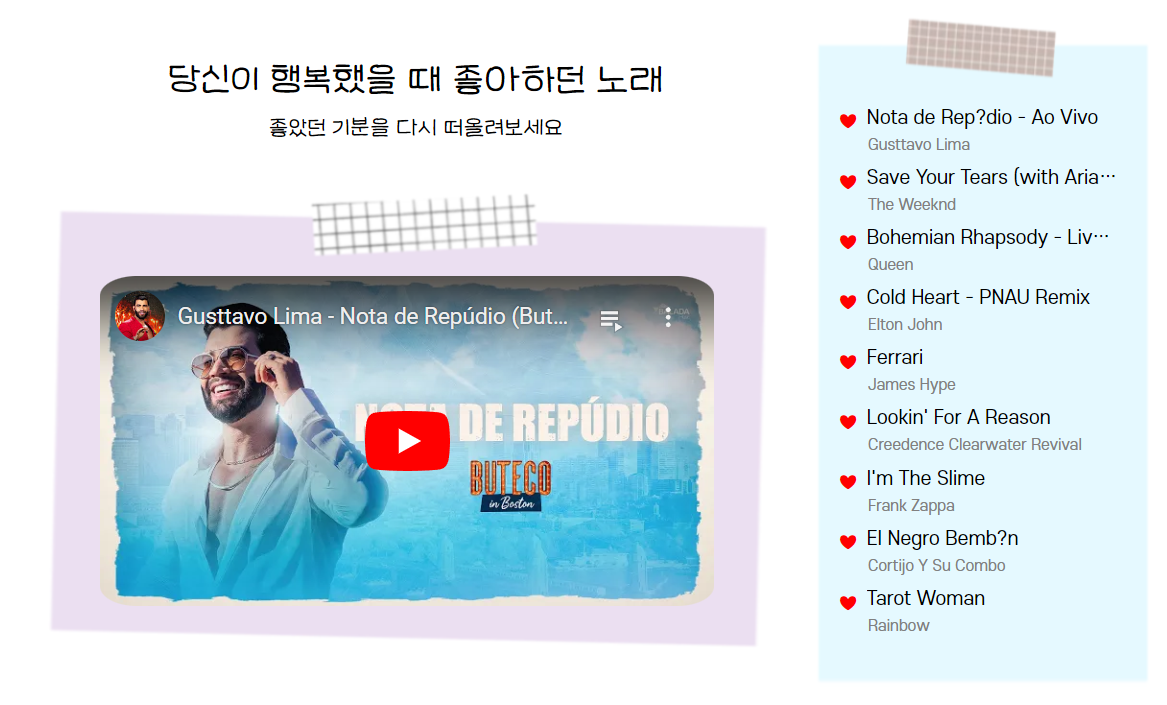 당신이 행복했을 때 좋아하던 노래
좋았던 기분을 다시 떠올려보세요
Gusttavo Lima - Nota de Repúdio (But...
NOTA DE REPÚDIO
BUTECO
in Boston
Nota de Rep?dio - Ao Vivo
Gusttavo Lima
Save Your Tears (with Aria…
The Weeknd
Bohemian Rhapsody - Liv…
Queen
Cold Heart - PNAU Remix
Elton John
Ferrari
James Hype
Lookin' For A Reason
Creedence Clearwater Revival
I'm The Slime
Frank Zappa
El Negro Bemb?n
Cortijo Y Su Combo
Tarot Woman
Rainbow